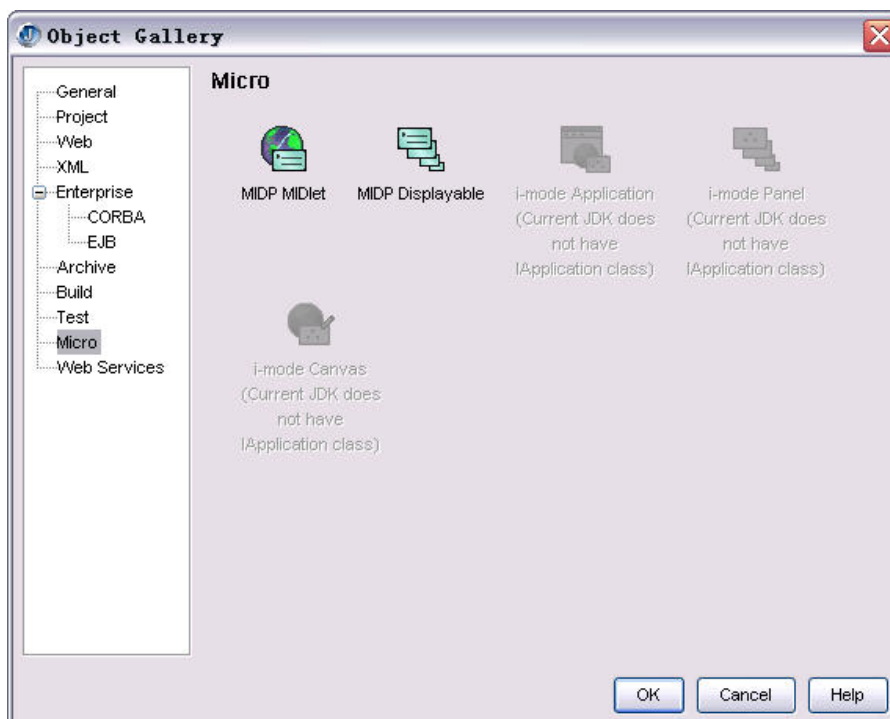 Object Gallery
General
Project
Web
XML
Enterprise
CORBA
EJB
Archive
Build
Test
Micro
Web Services
Micro
MIDP MIDlet
MIDP Displayable
i-mode Application
(Current JDK does
not have
IApplication class)
i-mode Panel
(Current JDK does
not have
IApplication class)
i-mode Canvas
(Current JDK does
not have
IApplication class)
OK
Cancel
Help